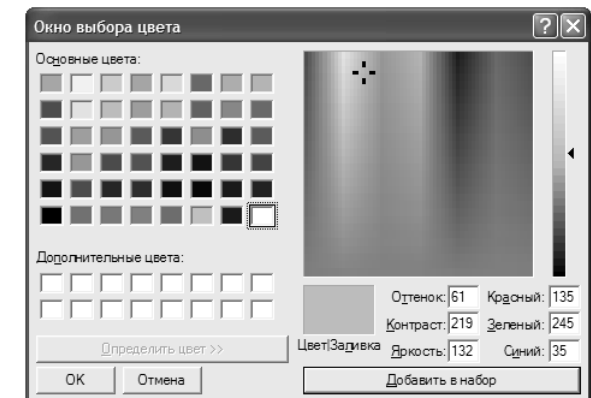 Окно выбора цвета
Основные цвета:
Дополнительные цвета:
Определить цвет >>
ОК Отмена
Цвет|Заливка
Оттенок: 61 Красный: 135
Контраст: 219 Зеленый: 245
Яркость: 132 Синий: 35
Добавить в набор